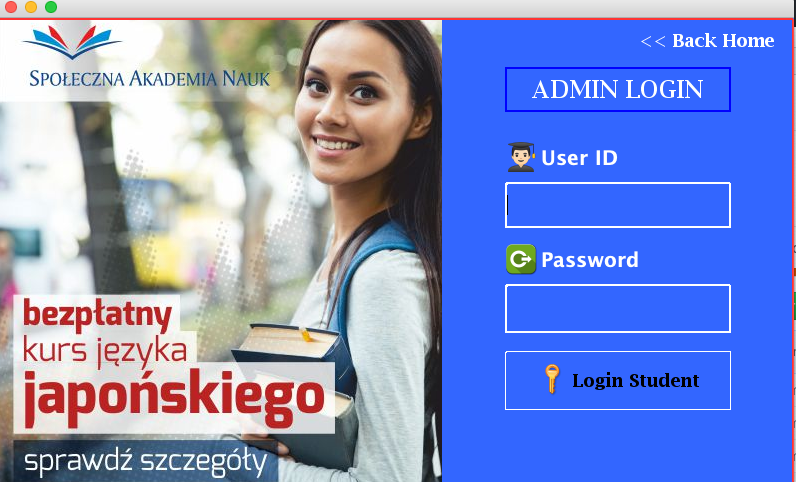 SPOŁECZNA AKADEMIA NAUK
bezpłatny
kurs języka
japońskiego
sprawdź szczegóły
<< Back Home
ADMIN LOGIN
User ID
Password
Login Student